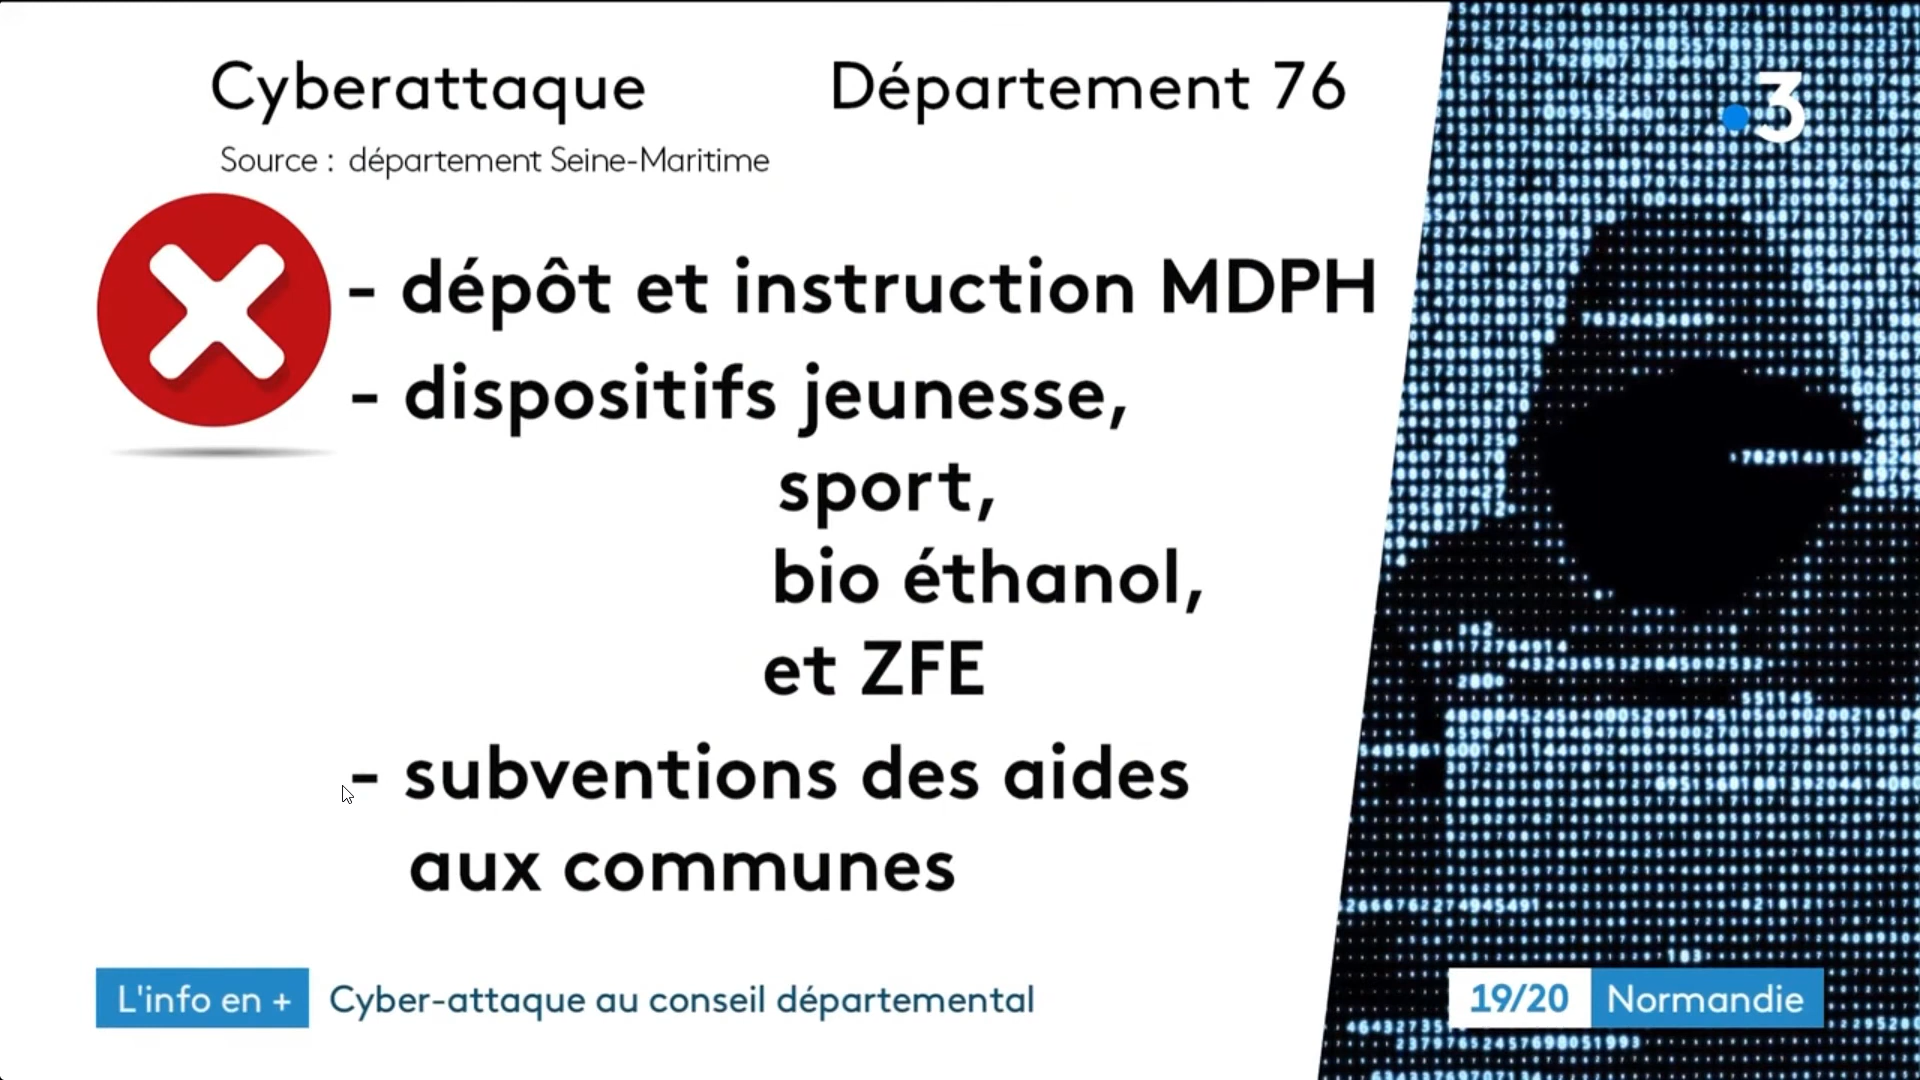 Cyberattaque Département 76
Source : département Seine-Maritime
3
- dépôt et instruction MDPH
- dispositifs jeunesse,
sport,
bio éthanol,
et ZFE
- subventions des aides
aux communes
L'info en + Cyber-attaque au conseil départemental
19/20 Normandie